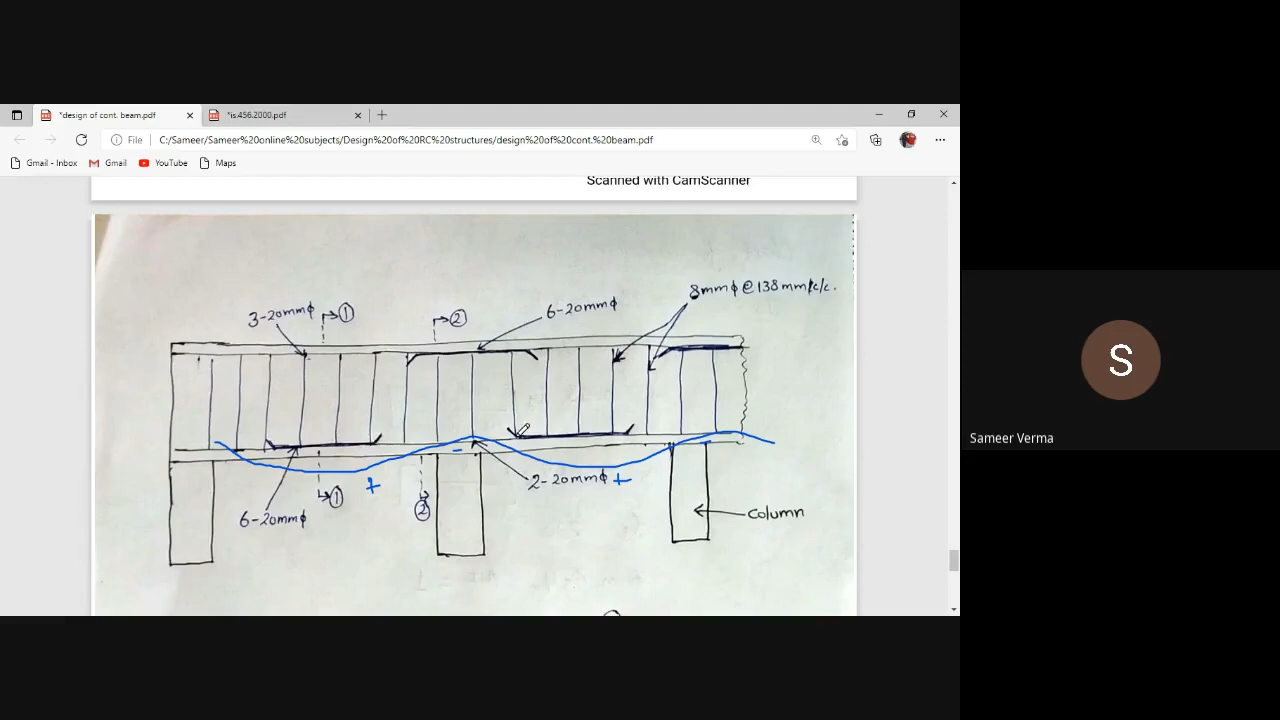 *design of cont. beam.pdf
*is.456.2000.pdf
File
C:/Sameer/Sameer%20online%20subjects/Design%20of%20RC%20structures/design%20of%20cont.%20beam.pdf
Gmail - Inbox
Gmail
YouTube
Maps
Scanned with CamScanner
3-20mmϕ
1
2
6-20mmϕ
8mmϕ@138mmc/c.
6-20mmϕ
1
2
2-20mmϕ
+
-
+
Column
S
Sameer Verma